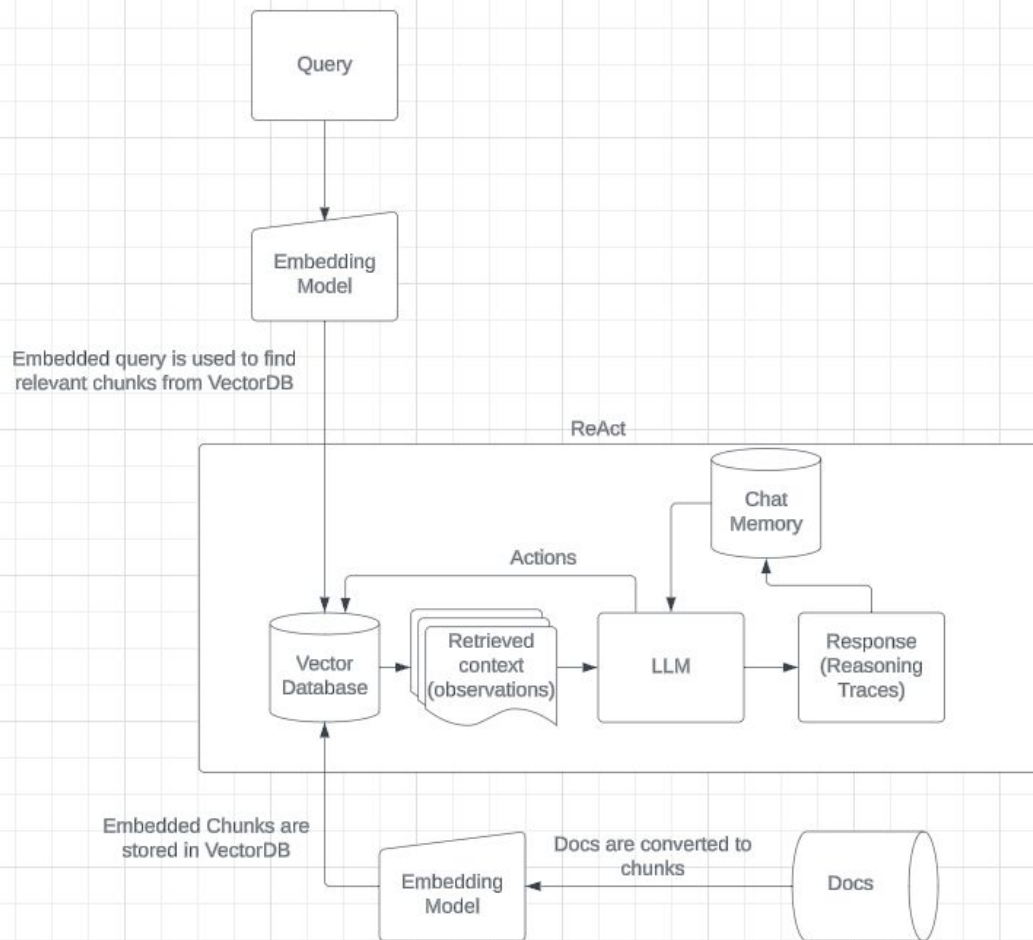 Query
Embedding
Model
Embedded query is used to find
relevant chunks from VectorDB
ReAct
Chat
Memory
Actions
Vector
Database
Retrieved
context
(observations)
LLM
Response
(Reasoning
Traces)
Embedded Chunks are
stored in VectorDB
Embedding
Model
Docs are converted to
chunks
Docs